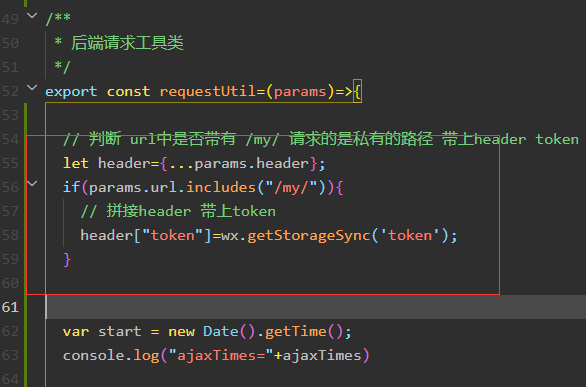 49 /**
50 * 后端请求工具类
51 */
52 export const requestUtil=(params)=>{
53
54 // 判断 url中是否带有 /my/ 请求的是私有的路径 带上header token
55 let header={...params.header};
56 if(params.url.includes("/my/")){
57 // 拼接header 带上token
58 header["token"]=wx.getStorageSync('token');
59 }
60
61
62 var start = new Date().getTime();
63 console.log("ajaxTimes="+ajaxTimes)
64